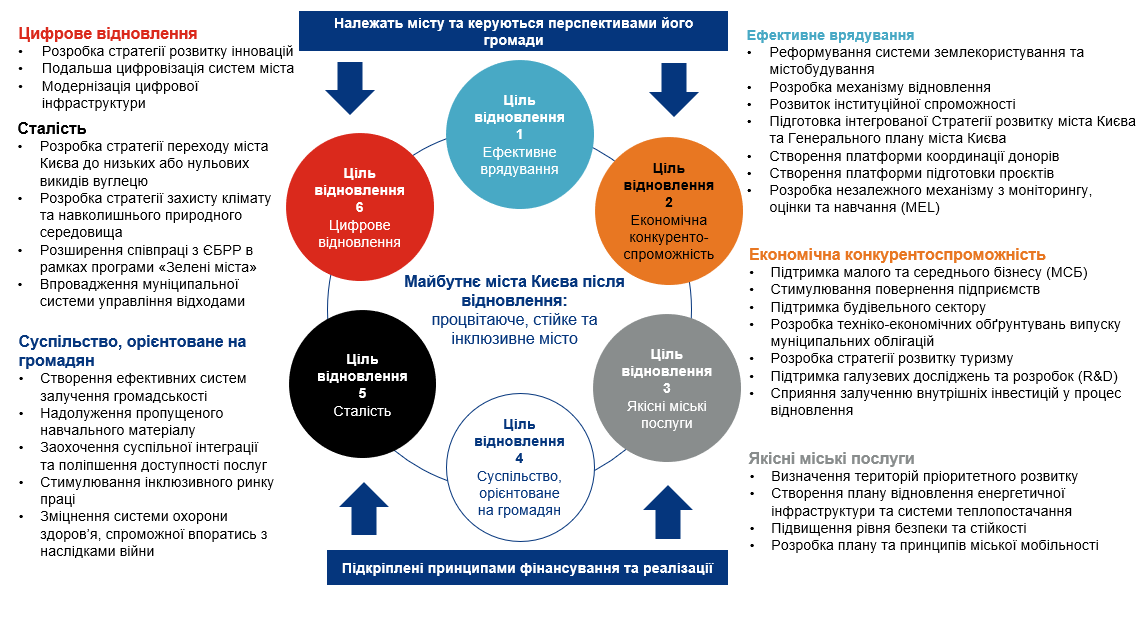 Цифрове відновлення
• Розробка стратегії розвитку інновацій
• Подальша цифровізація систем міста
• Модернізація цифрової
інфраструктури
Сталість
• Розробка стратегії переходу міста
Києва до низьких або нульових
викидів вуглецю
• Розробка стратегії захисту клімату
та навколишнього природного
середовища
• Розширення співпраці з ЄБРР в
рамках програми «Зелені міста»
• Впровадження муніципальної
системи управління відходами
Суспільство, орієнтоване на
громадян
• Створення ефективних систем
залучення громадськості
• Надолуження пропущеного
навчального матеріалу
• Заохочення суспільної інтеграції
та поліпшення доступності послуг
• Стимулювання інклюзивного ринку
праці
• Зміцнення системи охорони
здоров’я, спроможної впоратись з
наслідками війни
Належать місту та керуються перспективами його
громади
Ціль
відновлення
1
Ефективне
врядування
Ціль
відновлення
2
Економічна
конкуренто-
спроможність
Ціль
відновлення
3
Якісні міські
послуги
Ціль
відновлення
4
Суспільство,
орієнтоване
на громадян
Ціль
відновлення
5
Сталість
Ціль
відновлення
6
Цифрове
відновлення
Майбутнє міста Києва після
відновлення:
процвітаюче, стійке та
інклюзивне місто
Підкріплені принципами фінансування та реалізації
Ефективне врядування
• Реформування системи землекористування та
містобудування
• Розробка механізму відновлення
• Розвиток інституційної спроможності
• Підготовка інтегрованої Стратегії розвитку міста Києва
та Генерального плану міста Києва
• Створення платформи координації донорів
• Створення платформи підготовки проєктів
• Розробка незалежного механізму з моніторингу,
оцінки та навчання (MEL)
Економічна конкурентоспроможність
• Підтримка малого та середнього бізнесу (МСБ)
• Стимулювання повернення підприємств
• Підтримка будівельного сектору
• Розробка техніко-економічних обґрунтувань випуску
муніципальних облігацій
• Розробка стратегії розвитку туризму
• Підтримка галузевих досліджень та розробок (R&D)
• Сприяння залученню внутрішніх інвестицій у процес
відновлення
Якісні міські послуги
• Визначення територій пріоритетного розвитку
• Створення плану відновлення енергетичної
інфраструктури та системи теплопостачання
• Підвищення рівня безпеки та стійкості
• Розробка плану та принципів міської мобільності